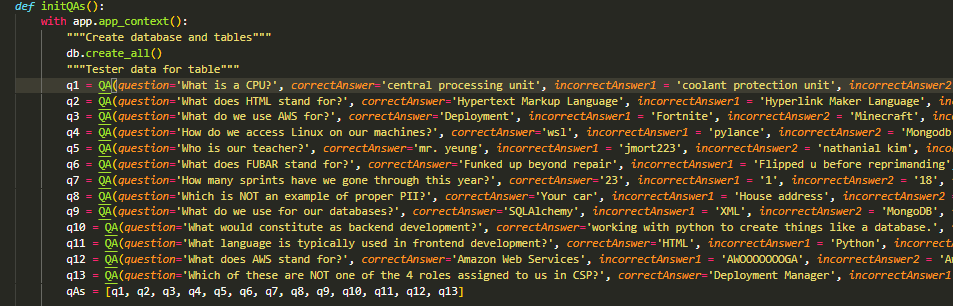 def initQAs():
with app.app_context():
"""Create database and tables"""
db.create_all()
"""Tester data for table"""
q1 = QA(question='What is a CPU?', correctAnswer='central processing unit', incorrectAnswer1 = 'coolant protection unit', incorrectAnswer2
q2 = QA(question='What does HTML stand for?', correctAnswer='Hypertext Markup Language', incorrectAnswer1 = 'Hyperlink Maker Language', in
q3 = QA(question='What do we use AWS for?', correctAnswer='Deployment', incorrectAnswer1 = 'Fortnite', incorrectAnswer2 = 'Minecraft', inc
q4 = QA(question='How do we access Linux on our machines?', correctAnswer='wsl', incorrectAnswer1 = 'pylance', incorrectAnswer2 = 'Mongodb
q5 = QA(question='Who is our teacher?', correctAnswer='mr. yeung', incorrectAnswer1 = 'jmort223', incorrectAnswer2 = 'nathanial kim', inco
q6 = QA(question='What does FUBAR stand for?', correctAnswer='Funked up beyond repair', incorrectAnswer1 = 'Flipped u before reprimanding'
q7 = QA(question='How many sprints have we gone through this year?', correctAnswer='23', incorrectAnswer1 = '1', incorrectAnswer2 = '18',
q8 = QA(question='Which is NOT an example of proper PII?', correctAnswer='Your car', incorrectAnswer1 = 'House address', incorrectAnswer2
q9 = QA(question='What do we use for our databases?', correctAnswer='SQLAlchemy', incorrectAnswer1 = 'XML', incorrectAnswer2 = 'MongoDB',
q10 = QA(question='What would constitute as backend development?', correctAnswer='working with python to create things like a database.', i
q11 = QA(question='What language is typically used in frontend development?', correctAnswer='HTML', incorrectAnswer1 = 'Python', incorrect
q12 = QA(question='What does AWS stand for?', correctAnswer='Amazon Web Services', incorrectAnswer1 = 'AWOOOOOOOGA', incorrectAnswer2 = 'A
q13 = QA(question='Which of these are NOT one of the 4 roles assigned to us in CSP?', correctAnswer='Deployment Manager', incorrectAnswer1
qAs = [q1, q2, q3, q4, q5, q6, q7, q8, q9, q10, q11, q12, q13]